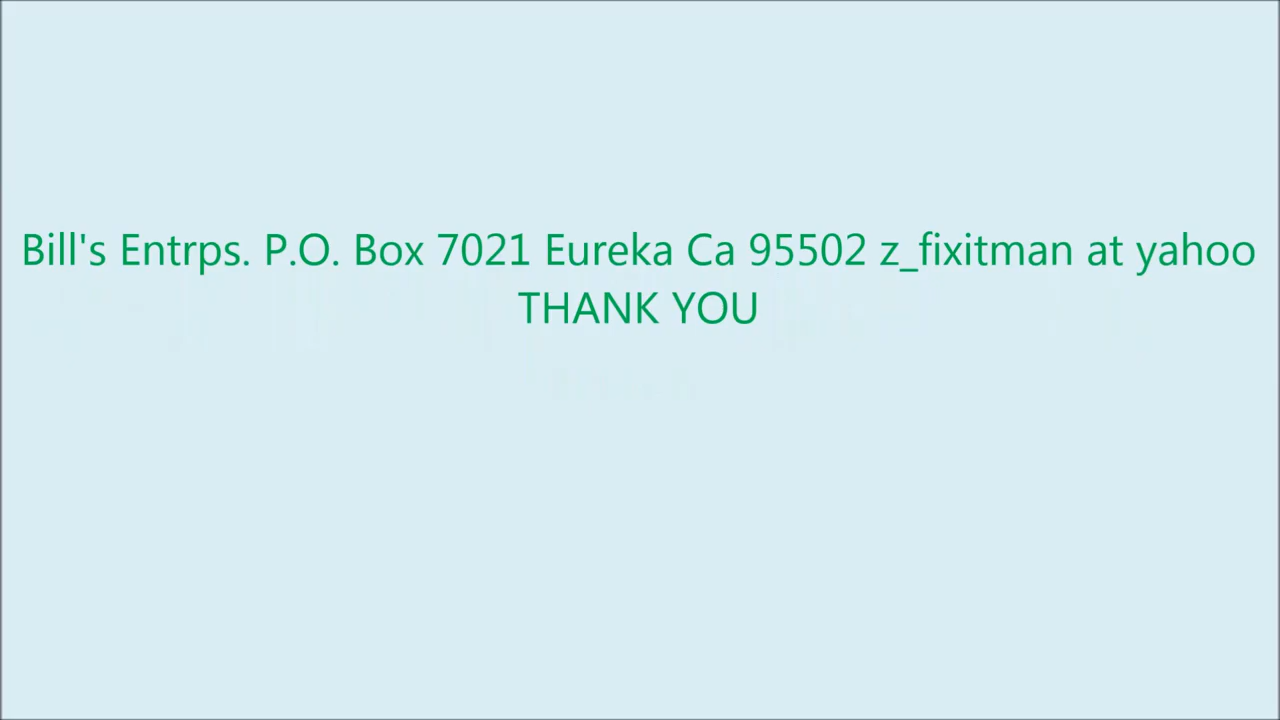 Bill's Entrps. P.O. Box 7021 Eureka Ca 95502 z_fixitman at yahoo
THANK YOU